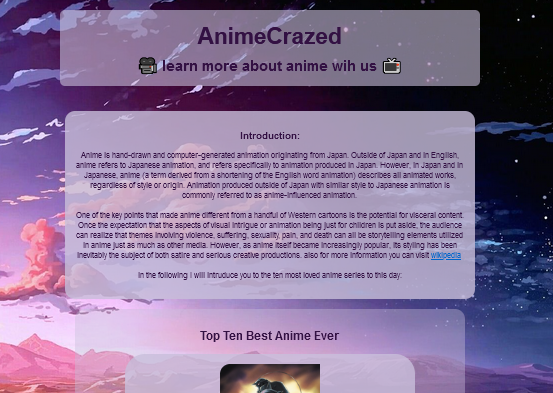 AnimeCrazed
learn more about anime wih us
Introduction:
Anime is hand-drawn and computer-generated animation originating from Japan. Outside of Japan and in English,
anime refers to Japanese animation, and refers specifically to animation produced in Japan. However, in Japan and in
Japanese, anime (a term derived from a shortening of the English word animation) describes all animated works,
regardless of style or origin. Animation produced outside of Japan with similar style to Japanese animation is
commonly referred to as anime-influenced animation.
One of the key points that made anime different from a handful of Western cartoons is the potential for visceral content.
Once the expectation that the aspects of visual intrigue or animation being just for children is put aside, the audience
can realize that themes involving violence, suffering, sexuality, pain, and death can all be storytelling elements utilized
in anime just as much as other media. However, as anime itself became increasingly popular, its styling has been
inevitably the subject of both satire and serious creative productions. also for more information you can visit wikipedia
In the following I will intruduce you to the ten most loved anime series to this day:
Top Ten Best Anime Ever